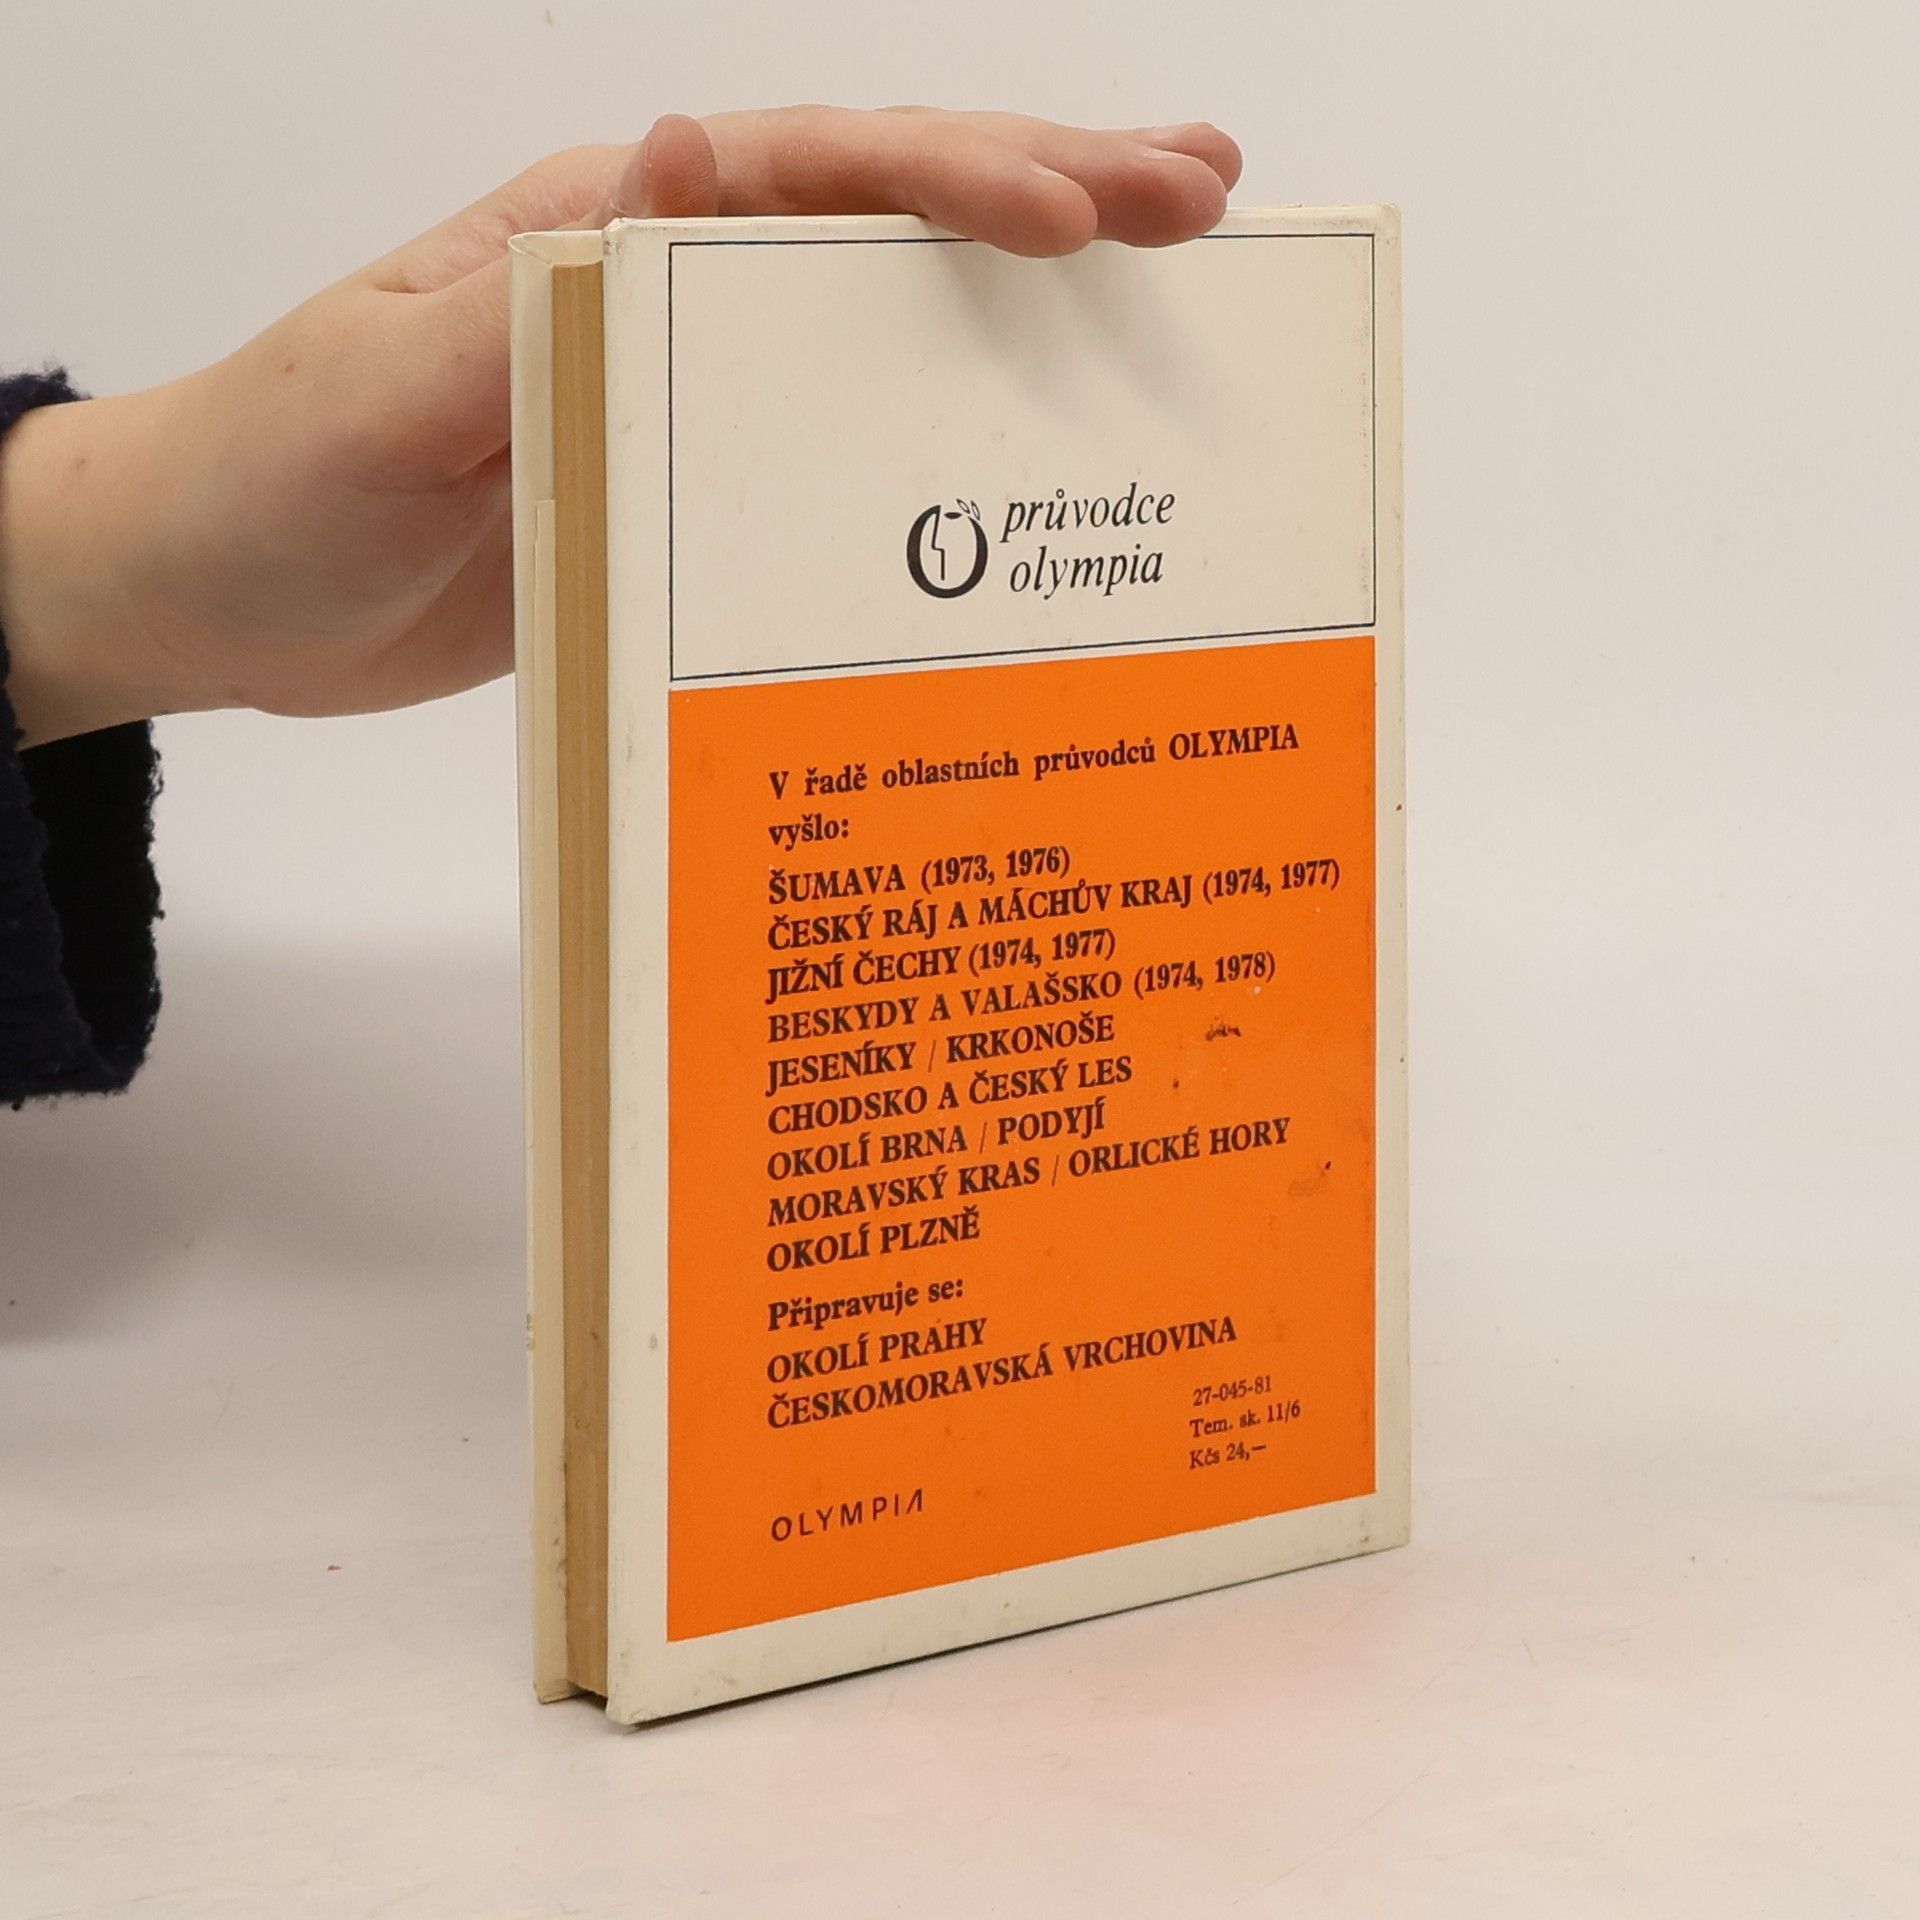 průvodce
olympia
V řadě oblastních průvodců OLYMPIA
vyšlo:
ŠUMAVA (1973, 1976)
ČESKÝ RÁJ A MÁCHŮV KRAJ (1974, 1977)
JIŽNÍ ČECHY (1974, 1977)
BESKYDY A VALAŠSKO (1974, 1978)
JESENÍKY / KRKONOŠE
CHODSKO A ČESKÝ LES
OKOLÍ BRNA / PODYJÍ
MORAVSKÝ KRAS / ORLICKÉ HORY
OKOLÍ PLZNĚ
Připravuje se:
OKOLÍ PRAHY
ČESKOMORAVSKÁ VRCHOVINA
27-045-81
Tem. sk. 11/6
Kčs 24,—
OLYMPIA